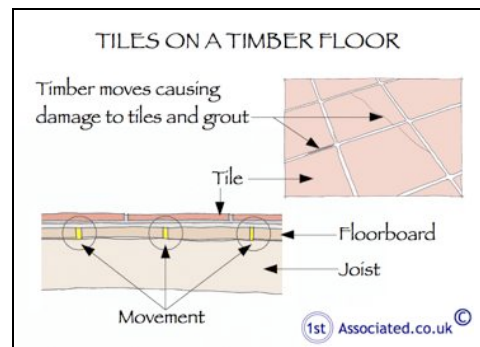 TILES ON A TIMBER FLOOR
Timber moves causing
damage to tiles and grout
Tile
Floorboard
Joist
Movement
1st Associated.co.uk ©